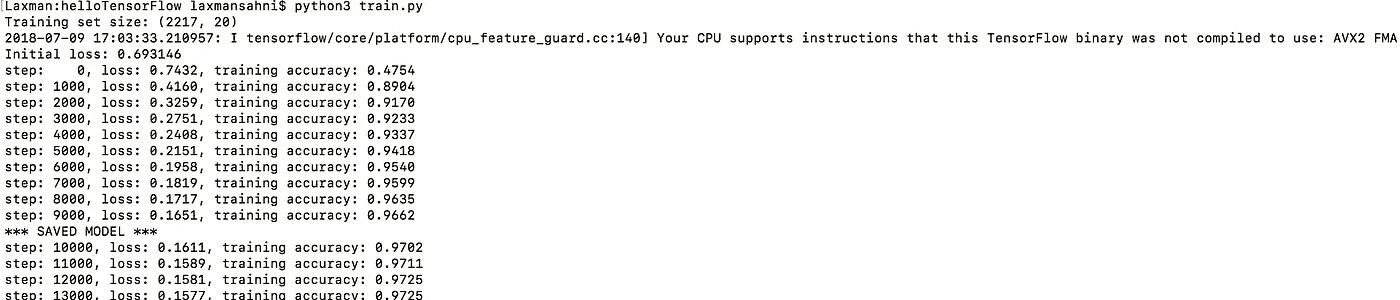 Laxman:helloTensorFlow laxmansahni$ python3 train.py
Training set size: (2217, 20)
2018-07-09 17:03:33.210957: I tensorflow/core/platform/cpu_feature_guard.cc:140] Your CPU supports instructions that this TensorFlow binary was not compiled to use: AVX2 FMA
Initial loss: 0.693146
step:    0, loss: 0.7432, training accuracy: 0.4754
step: 1000, loss: 0.4160, training accuracy: 0.8904
step: 2000, loss: 0.3259, training accuracy: 0.9170
step: 3000, loss: 0.2751, training accuracy: 0.9233
step: 4000, loss: 0.2408, training accuracy: 0.9337
step: 5000, loss: 0.2151, training accuracy: 0.9418
step: 6000, loss: 0.1958, training accuracy: 0.9540
step: 7000, loss: 0.1819, training accuracy: 0.9599
step: 8000, loss: 0.1717, training accuracy: 0.9635
step: 9000, loss: 0.1651, training accuracy: 0.9662
*** SAVED MODEL ***
step: 10000, loss: 0.1611, training accuracy: 0.9702
step: 11000, loss: 0.1589, training accuracy: 0.9711
step: 12000, loss: 0.1581, training accuracy: 0.9725
step: 13000, loss: 0.1577, training accuracy: 0.9725